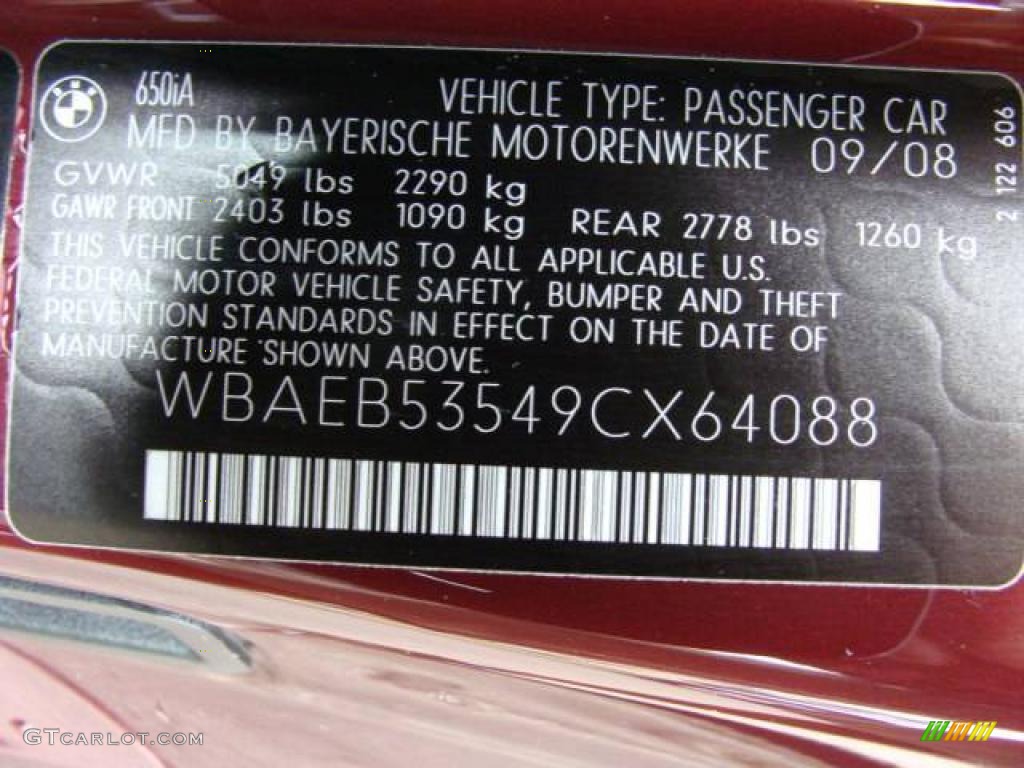 650iA
VEHICLE TYPE: PASSENGER CAR
MFD BY BAYERISCHE MOTORENWERKE 09/08
GVWR 5049 lbs 2290 kg
GAWR FRONT 2403 lbs 1090 kg REAR 2778 lbs 1260 kg
THIS VEHICLE CONFORMS TO ALL APPLICABLE U.S.
FEDERAL MOTOR VEHICLE SAFETY, BUMPER AND THEFT
PREVENTION STANDARDS IN EFFECT ON THE DATE OF
MANUFACTURE SHOWN ABOVE.
WBAEB53549CX64088
2 122 606
GTCARLOT.COM